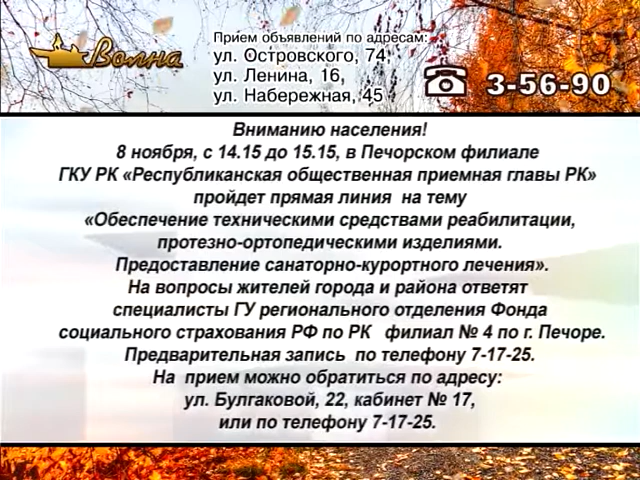 Волна
Прием объявлений по адресам:
ул. Островского, 74,
ул. Ленина, 16,
ул. Набережная, 45
3-56-90
Вниманию населения!
8 ноября, с 14.15 до 15.15, в Печорском филиале
ГКУ РК «Республиканская общественная приемная главы РК»
пройдет прямая линия на тему
«Обеспечение техническими средствами реабилитации,
протезно-ортопедическими изделиями.
Предоставление санаторно-курортного лечения».
На вопросы жителей города и района ответят
специалисты ГУ регионального отделения Фонда
социального страхования РФ по РК филиал № 4 по г. Печоре.
Предварительная запись по телефону 7-17-25.
На прием можно обратиться по адресу:
ул. Булгаковой, 22, кабинет № 17,
или по телефону 7-17-25.